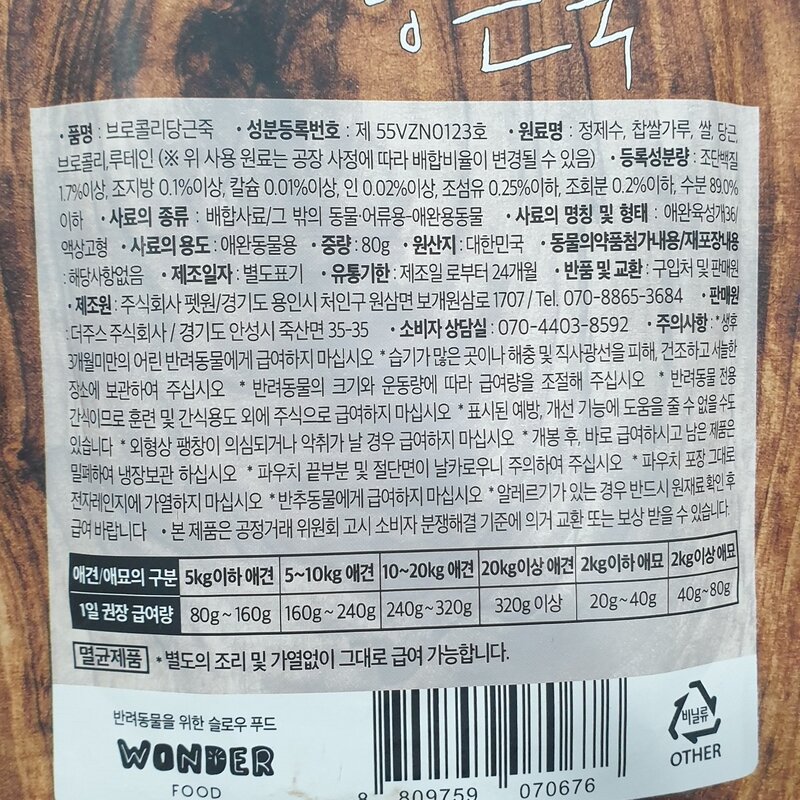 당근죽
· 품명 : 브로콜리당근죽 · 성분등록번호 : 제 55VZN0123호 · 원료명 : 정제수, 찹쌀가루, 쌀, 당근,
브로콜리,루테인 (※ 위 사용 원료는 공장 사정에 따라 배합비율이 변경될 수 있음) · 등록성분량 : 조단백질
1.7%이상, 조지방 0.1%이상, 칼슘 0.01%이상, 인 0.02%이상, 조섬유 0.25%이하, 조회분 0.2%이하, 수분 89.0%
이하 · 사료의 종류 : 배합사료/그 밖의 동물·어류용-애완용동물 · 사료의 명칭 및 형태 : 애완육성개36/
액상고형 · 사료의 용도 : 애완동물용 · 중량 : 80g · 원산지 : 대한민국 · 동물의약품첨가내용/재포장내용
: 해당사항없음 · 제조일자 : 별도표기 · 유통기한 : 제조일 로부터 24개월 · 반품 및 교환 : 구입처 및 판매원
· 제조원 : 주식회사 펫원/경기도 용인시 처인구 원삼면 보개원삼로 1707 / Tel. 070-8865-3684 · 판매원
: 더주스 주식회사 / 경기도 안성시 죽산면 35-35 · 소비자 상담실 : 070-4403-8592 · 주의사항 : * 생후
3개월미만의 어린 반려동물에게 급여하지 마십시오 * 습기가 많은 곳이나 해충 및 직사광선을 피해, 건조하고 서늘한
장소에 보관하여 주십시오 * 반려동물의 크기와 운동량에 따라 급여량을 조절해 주십시오 * 반려동물 전용
간식이므로 훈련 및 간식용도 외에 주식으로 급여하지 마십시오 * 표시된 예방, 개선 기능에 도움을 줄 수 없을 수도
있습니다 * 외형상 팽창이 의심되거나 악취가 날 경우 급여하지 마십시오 * 개봉 후, 바로 급여하시고 남은 제품은
밀폐하여 냉장보관 하십시오 * 파우치 끝부분 및 절단면이 날카로우니 주의하여 주십시오 * 파우치 포장 그대로
전자레인지에 가열하지 마십시오 * 반추동물에게 급여하지 마십시오 * 알레르기가 있는 경우 반드시 원재료 확인 후
급여 바랍니다 · 본 제품은 공정거래 위원회 고시 소비자 분쟁해결 기준에 의거 교환 또는 보상 받을 수 있습니다.
애견/애묘의 구분 5kg이하 애견 5~10kg 애견 10~20kg 애견 20kg이상 애견 2kg이하 애묘 2kg이상 애묘
1일 권장 급여량 80g~160g 160g~240g 240g~320g 320g 이상 20g~40g 40g~80g
멸균제품 * 별도의 조리 및 가열없이 그대로 급여 가능합니다.
반려동물을 위한 슬로우 푸드
WONDER
FOOD
8 809759 070676
비닐류
OTHER